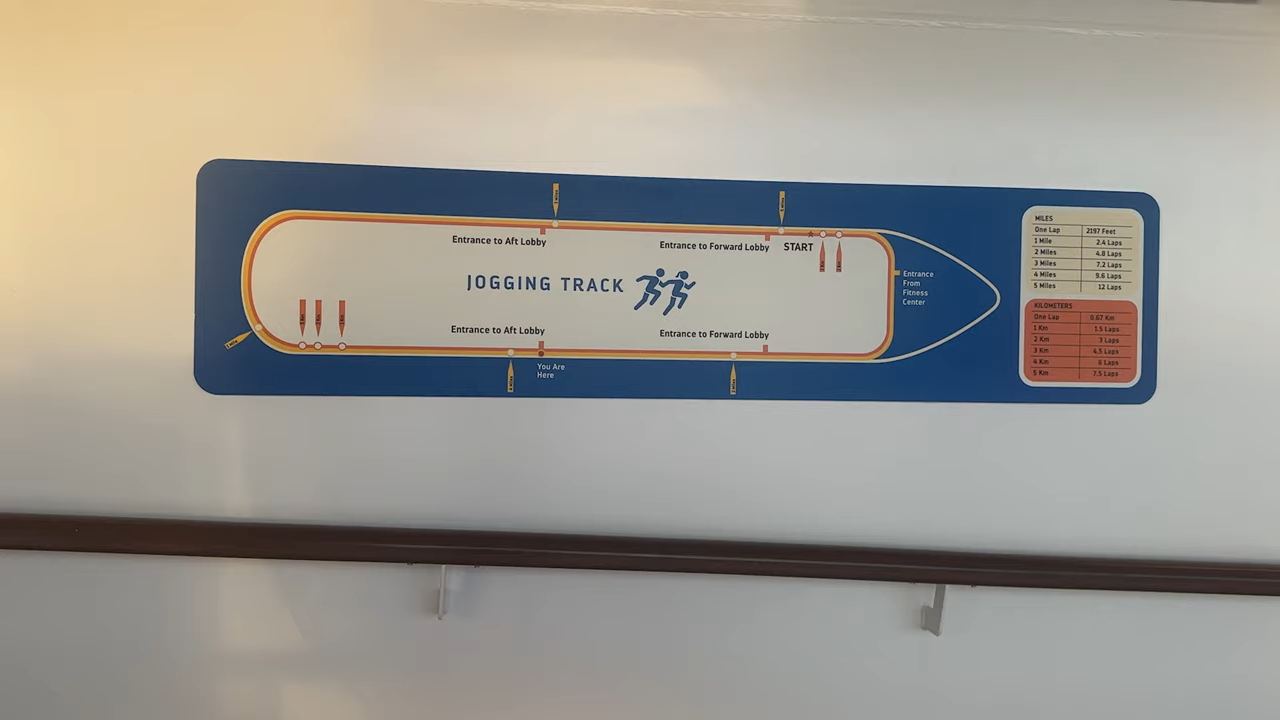 Entrance to Aft Lobby
Entrance to Forward Lobby
START
JOGGING TRACK
Entrance
From
Fitness
Center
Entrance to Aft Lobby
Entrance to Forward Lobby
You Are
Here
MILES
One Lap 2197 Feet
1 Mile 2.4 Laps
2 Miles 4.8 Laps
3 Miles 7.2 Laps
4 Miles 9.6 Laps
5 Miles 12 Laps
KILOMETERS
One Lap 0.67 Km
1 Km 1.5 Laps
2 Km 3 Laps
3 Km 4.5 Laps
4 Km 6 Laps
5 Km 7.5 Laps